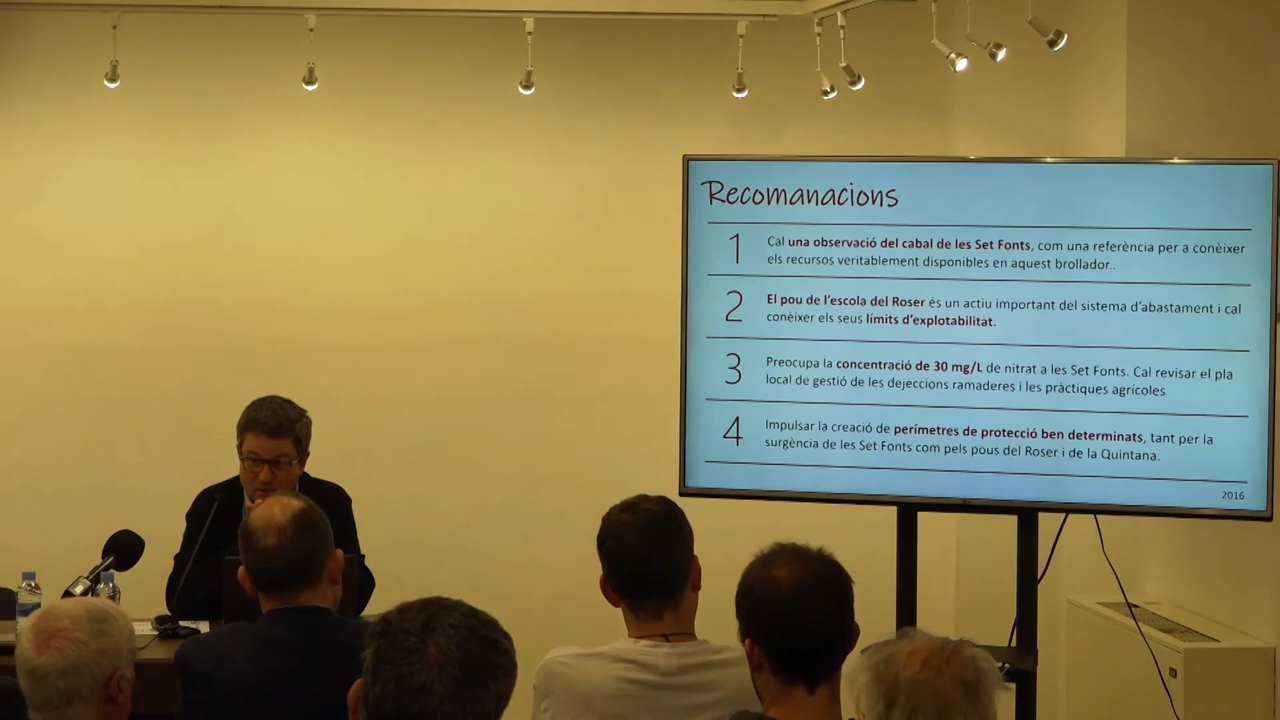 Recomanacions
1
Cal una observació del cabal de les Set Fonts, com una referència per a conèixer
els recursos veritablement disponibles en aquest brollador..
2
El pou de l'escola del Roser és un actiu important del sistema d'abastament i cal
conèixer els seus límits d'explotabilitat.
3
Preocupa la concentració de 30 mg/L de nitrat a les Set Fonts. Cal revisar el pla
local de gestió de les dejeccions ramaderes i les pràctiques agrícoles
4
Impulsar la creació de perímetres de protecció ben determinats, tant per la
surgència de les Set Fonts com pels pous del Roser i de la Quintana.
2016